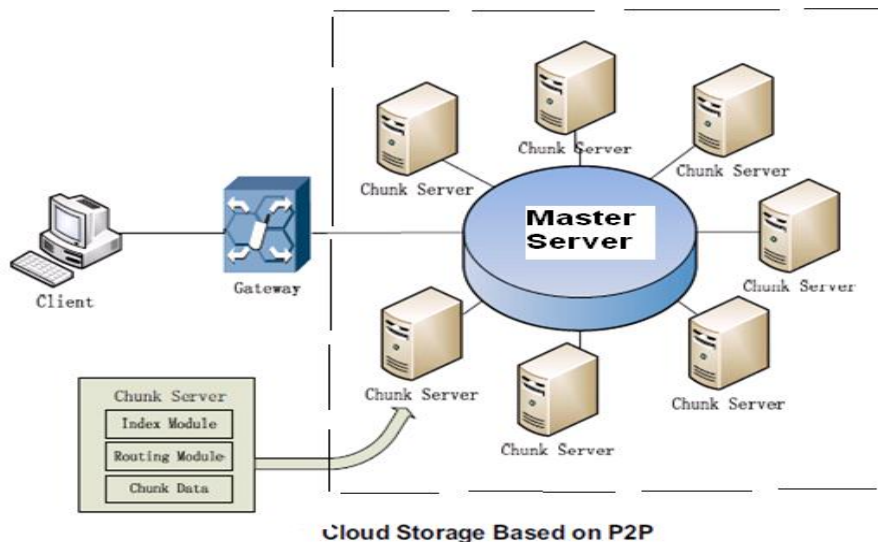 Chunk Server
Chunk Server
Chunk Server
Master
Server
Chunk Server
Client
Gateway
Chunk Server
Chunk Server
Chunk Server
Chunk Server
Index Module
Routing Module
Chunk Data
Chunk Server
Cloud Storage Based on P2P